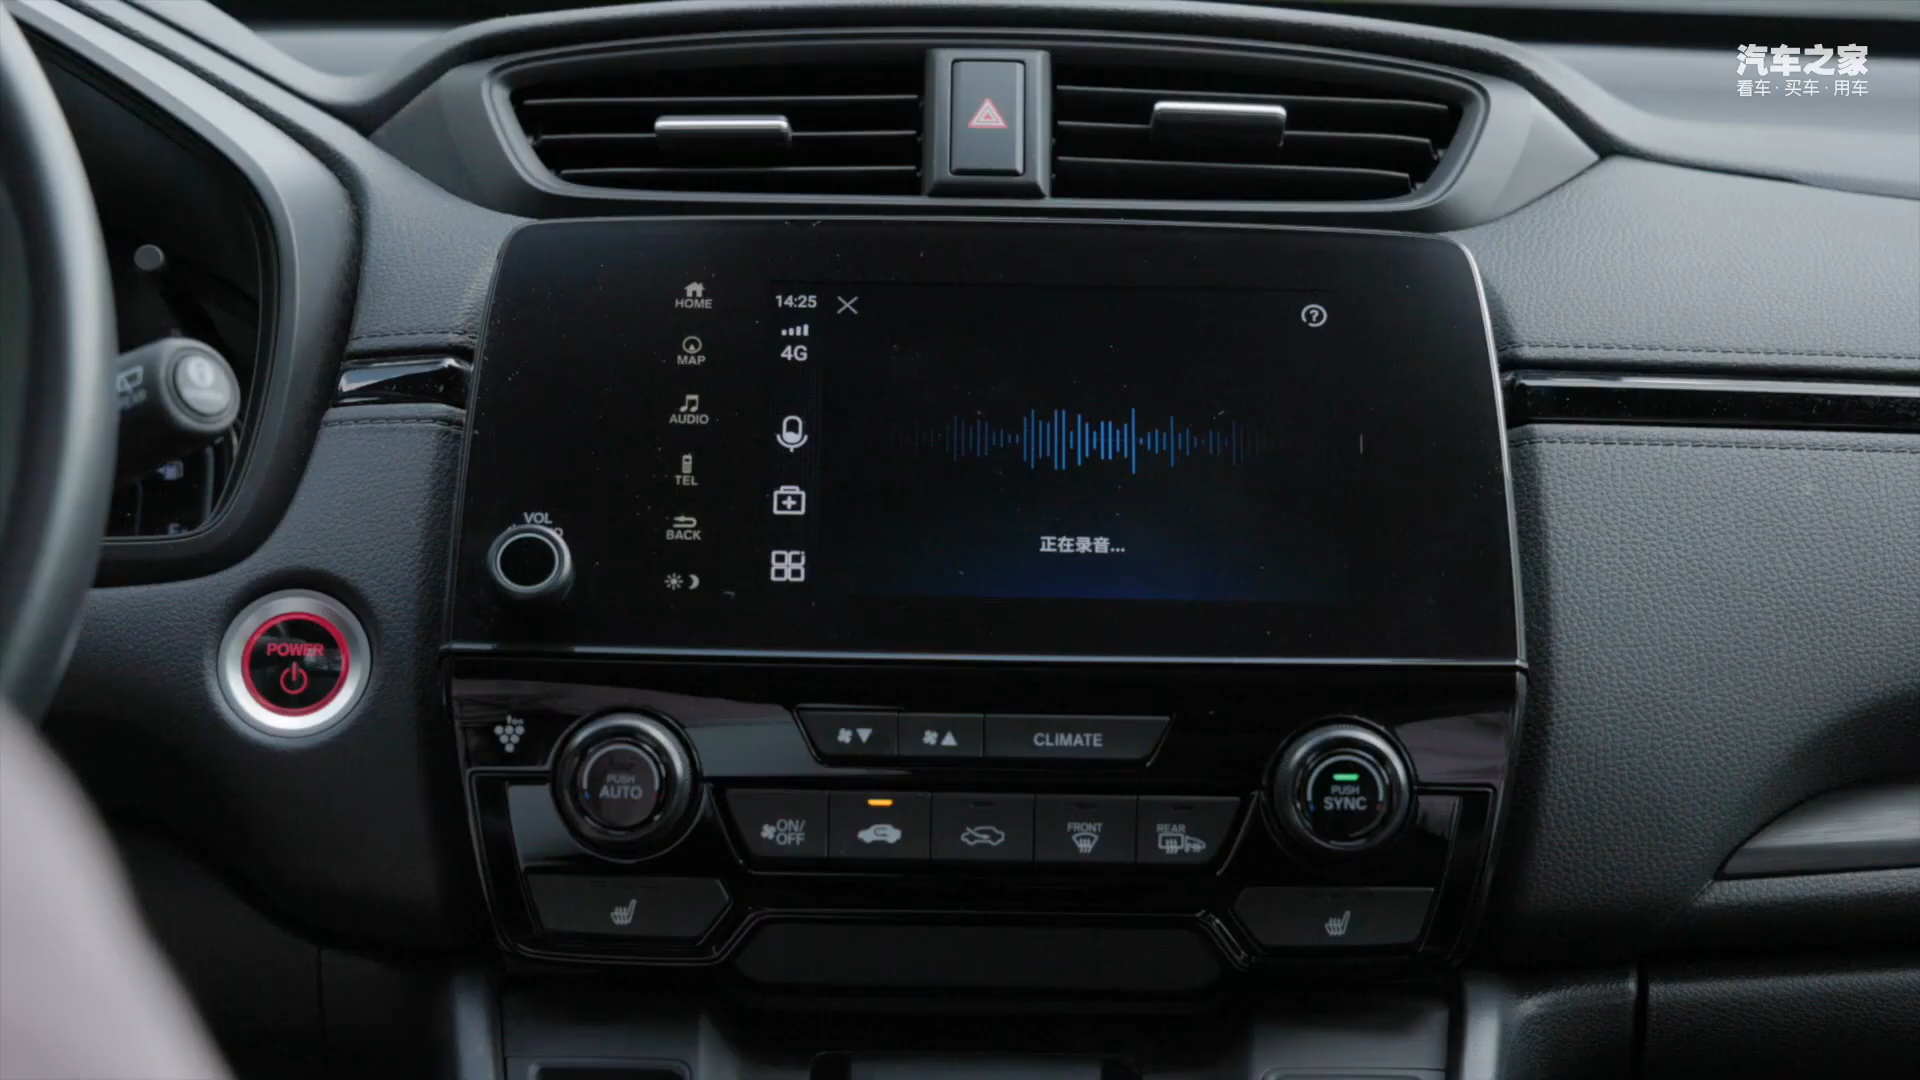 汽车之家
看车·买车·用车
HOME
MAP
AUDIO
TEL
BACK
VOL
14:25
4G
正在录音...
POWER
CLIMATE
PUSH
AUTO
ON/
OFF
FRONT
REAR
PUSH
SYNC